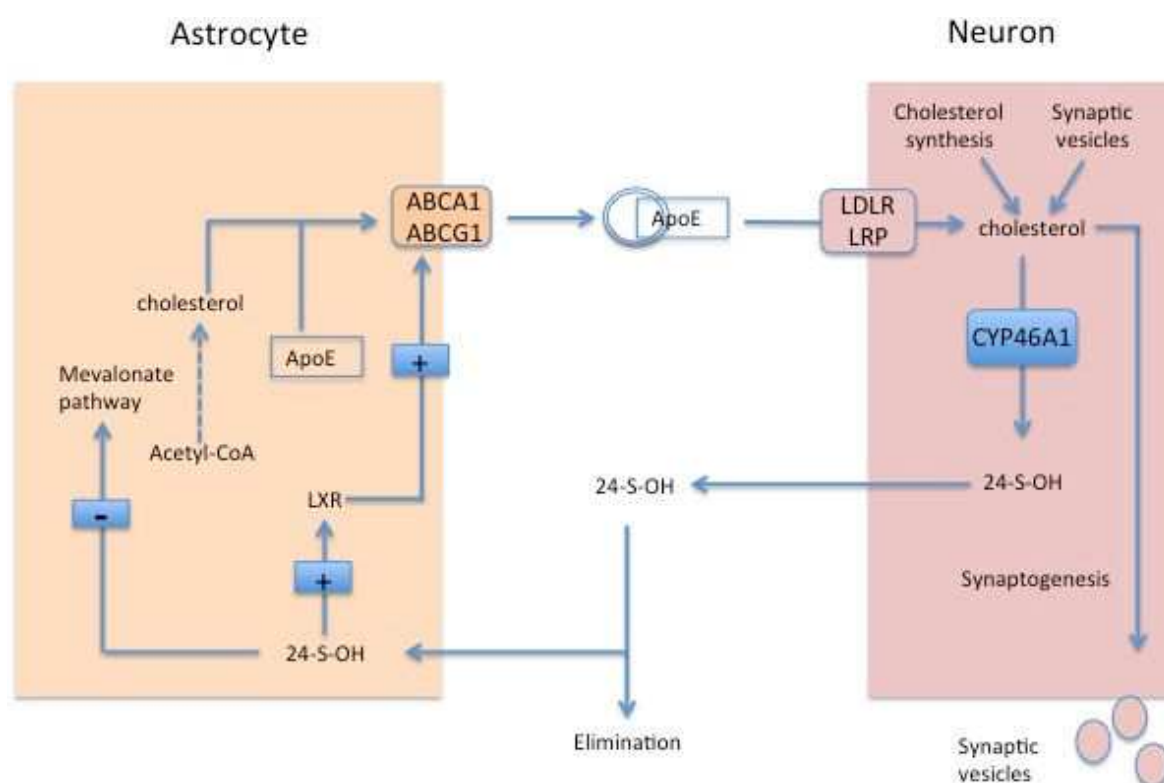 Astrocyte
Neuron
Cholesterol
synthesis
Synaptic
vesicles
ABCA1
ABCG1
ApoE
LDLR
LRP
cholesterol
cholesterol
ApoE
+
CYP46A1
Mevalonate
pathway
Acetyl-CoA
LXR
24-S-OH
24-S-OH
-
+
Synaptogenesis
24-S-OH
Elimination
Synaptic
vesicles